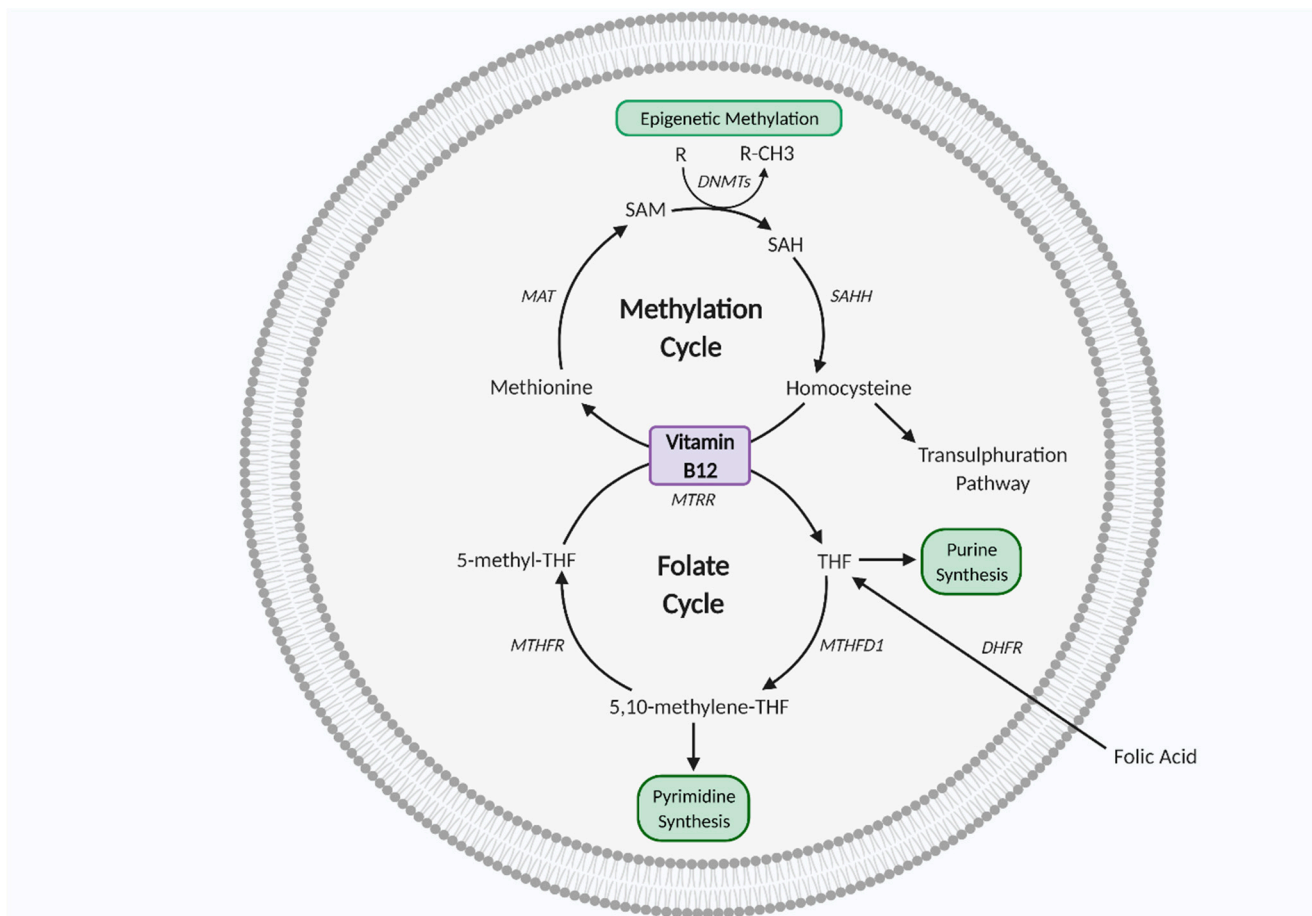 Epigenetic Methylation
R
R-CH3
DNMTs
SAM
SAH
MAT
SAHH
Methylation
Cycle
Methionine
Homocysteine
Vitamin
B12
Transulphuration
Pathway
MTRR
5-methyl-THF
Folate
Cycle
THF
Purine
Synthesis
MTHFR
MTHFD1
DHFR
5,10-methylene-THF
Folic Acid
Pyrimidine
Synthesis